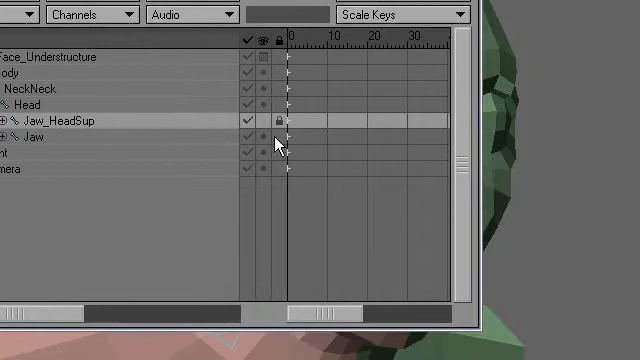 Channels Audio Scale Keys
0 10 20 30
Face_Understructure
ody
NeckNeck
Head
Jaw_HeadSup
Jaw
nt
mera